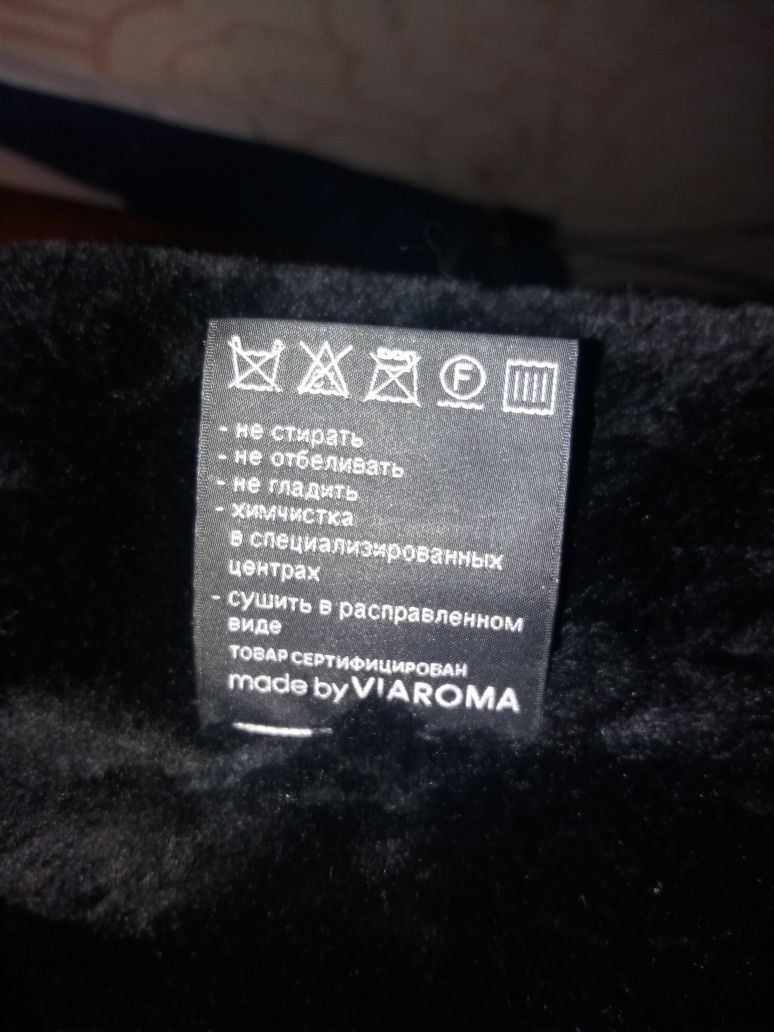 F
- не стирать
- не отбеливать
- не гладить
- химчистка
в специализированных
центрах
- сушить в расправленном
виде
ТОВАР СЕРТИФИЦИРОВАН
made by VIAROMA